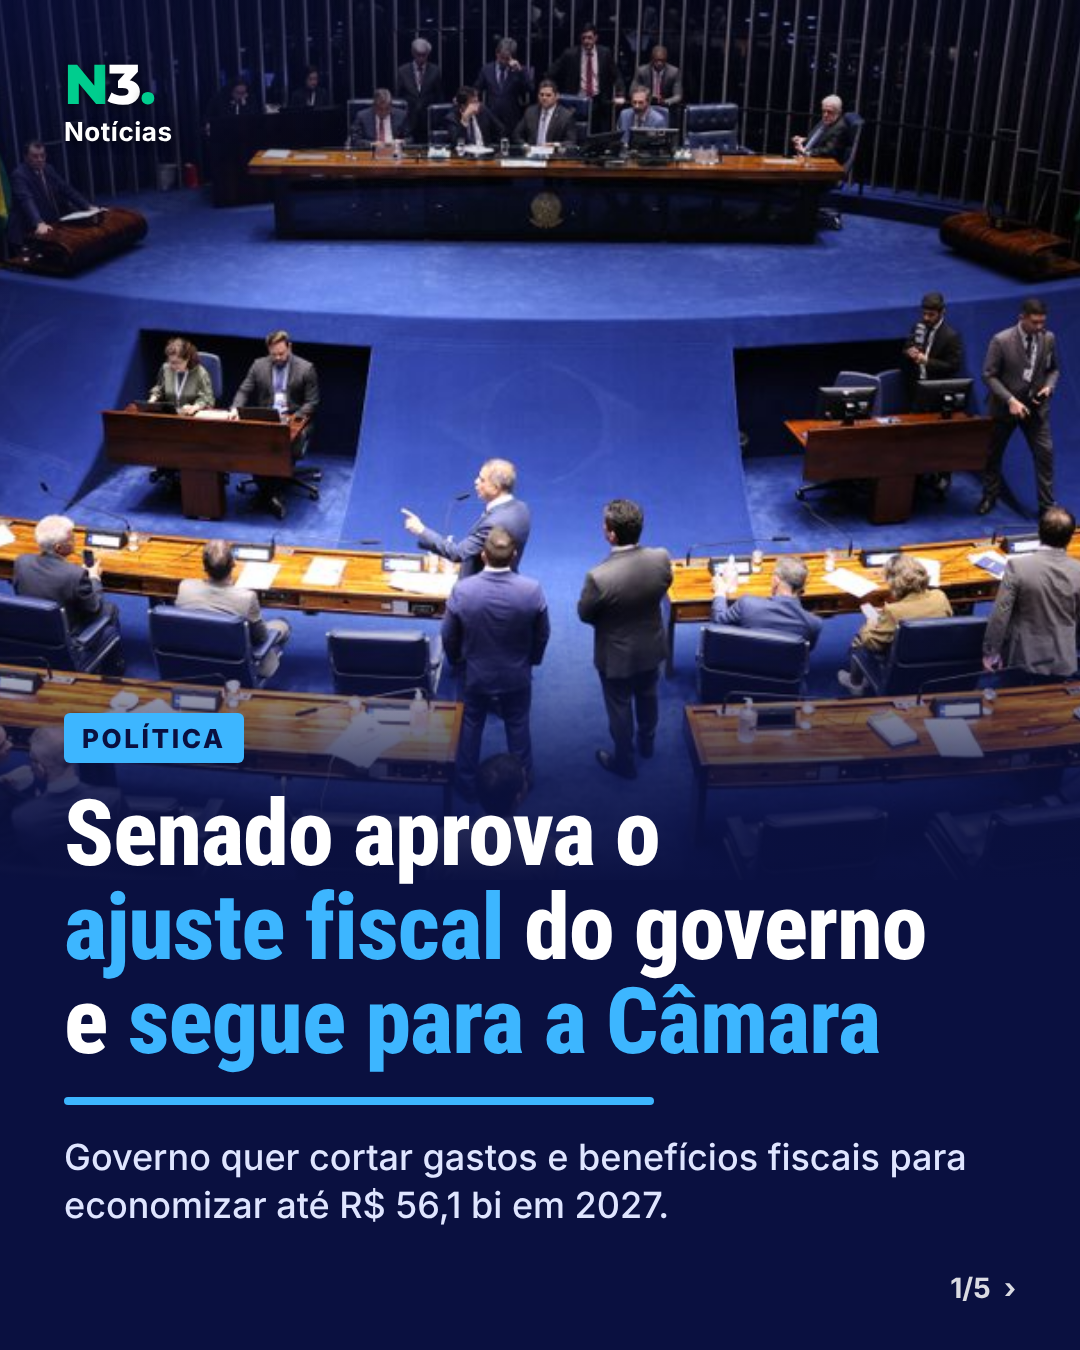 N3.
Notícias
POLÍTICA
Senado aprova o
ajuste fiscal do governo
e segue para a Câmara
Governo quer cortar gastos e benefícios fiscais para
economizar até R$ 56,1 bi em 2027.
1/5 ›